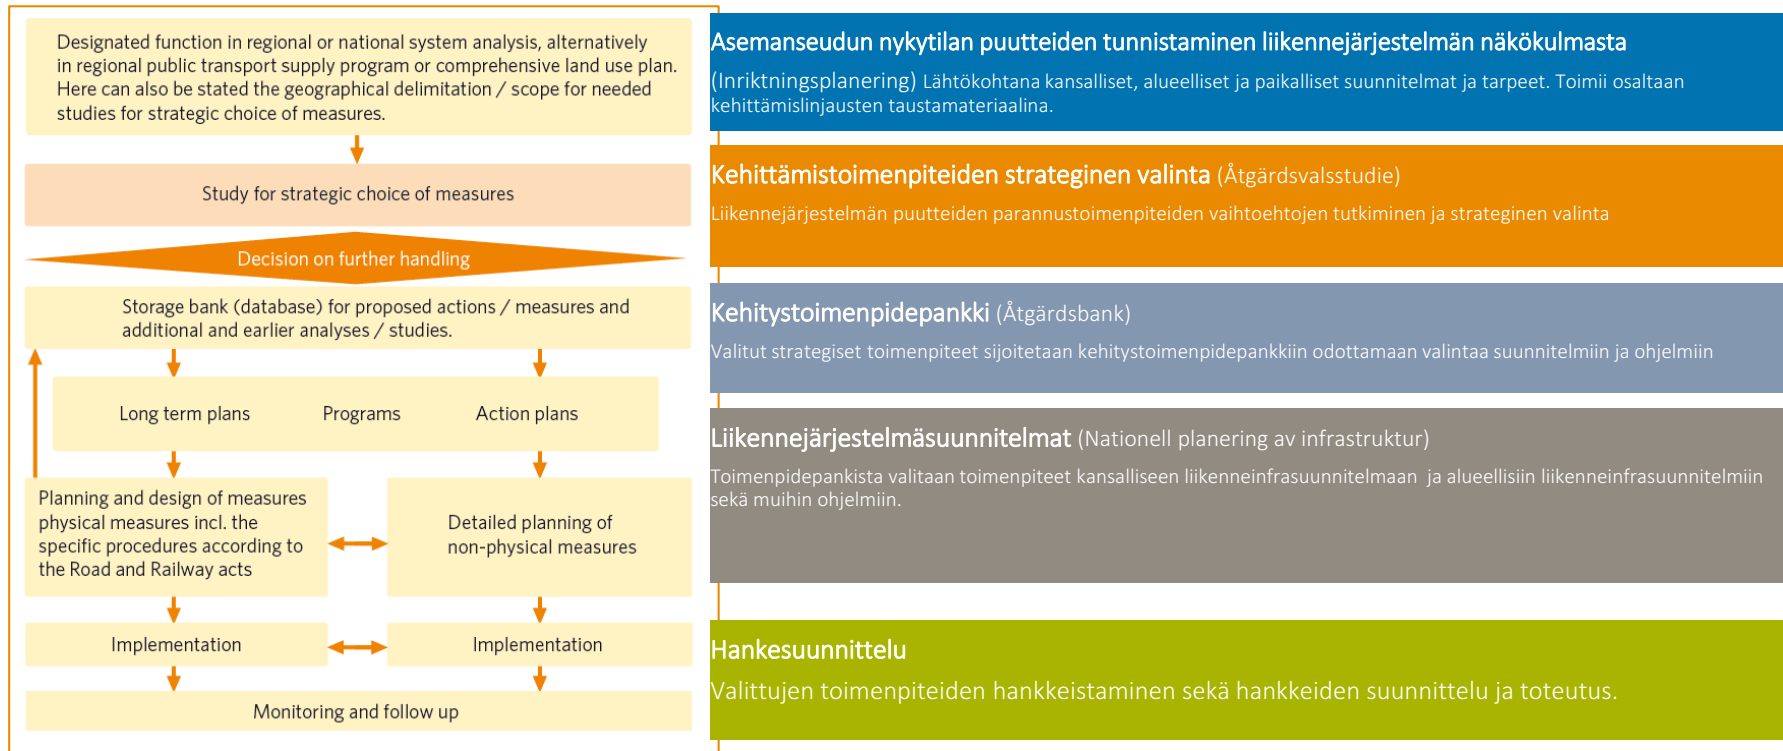 Designated function in regional or national system analysis, alternatively
in regional public transport supply program or comprehensive land use plan.
Here can also be stated the geographical delimitation / scope for needed
studies for strategic choice of measures.
Study for strategic choice of measures
Decision on further handling
Storage bank (database) for proposed actions / measures and
additional and earlier analyses / studies.
Long term plans
Programs
Action plans
Planning and design of measures
physical measures incl. the
specific procedures according to
the Road and Railway acts
Detailed planning of
non-physical measures
Implementation
Implementation
Monitoring and follow up
Asemanseudun nykytilan puutteiden tunnistaminen liikennejärjestelmän näkökulmasta
(Inriktningsplanering) Lähtökohtana kansalliset, alueelliset ja paikalliset suunnitelmat ja tarpeet. Toimii osaltaan
kehittämislinjausten taustamateriaalina.
Kehittämistoimenpiteiden strateginen valinta (Åtgärdsvalsstudie)
Liikennejärjestelmän puutteiden parannustoimenpiteiden vaihtoehtojen tutkiminen ja strateginen valinta
Kehitystoimenpidepankki (Åtgärdsbank)
Valitut strategiset toimenpiteet sijoitetaan kehitystoimenpidepankkiin odottamaan valintaa suunnitelmiin ja ohjelmiin
Liikennejärjestelmäsuunnitelmat (Nationell planering av infrastruktur)
Toimenpidepankista valitaan toimenpiteet kansalliseen liikenneinfrasuunnitelmaan ja alueellisiin liikenneinfrasuunnitelmiin
sekä muihin ohjelmiin.
Hankesuunnittelu
Valittujen toimenpiteiden hankkeistaminen sekä hankkeiden suunnittelu ja toteutus.